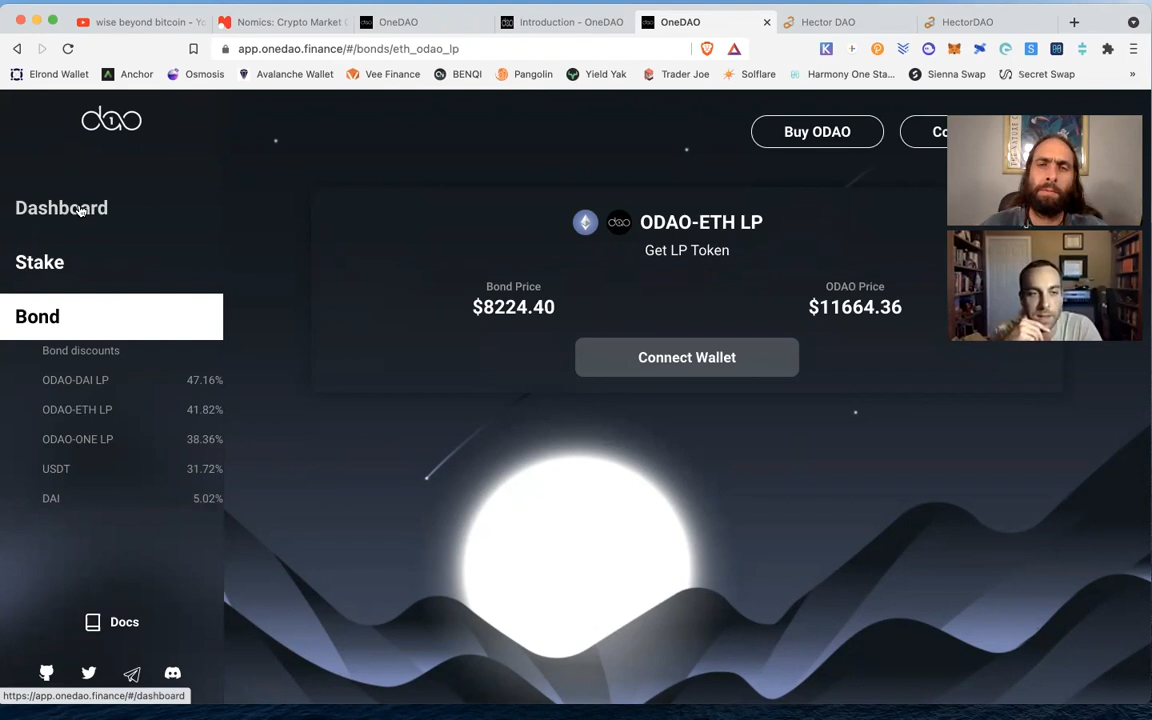 wise beyond bitcoin - Yo
Nomics: Crypto Market C
OneDAO
Introduction - OneDAO
OneDAO
Hector DAO
HectorDAO
app.onedao.finance/#/bonds/eth_odao_lp
Elrond Wallet
Anchor
Osmosis
Avalanche Wallet
Vee Finance
BENQI
Pangolin
Yield Yak
Trader Joe
Solflare
Harmony One Sta...
Sienna Swap
Secret Swap
»
dao
Buy ODAO
Co
Dashboard
Stake
Bond
Bond discounts
ODAO-DAI LP 47.16%
ODAO-ETH LP 41.82%
ODAO-ONE LP 38.36%
USDT 31.72%
DAI 5.02%
Docs
https://app.onedao.finance/#/dashboard
ODAO-ETH LP
Get LP Token
Bond Price
$8224.40
ODAO Price
$11664.36
Connect Wallet